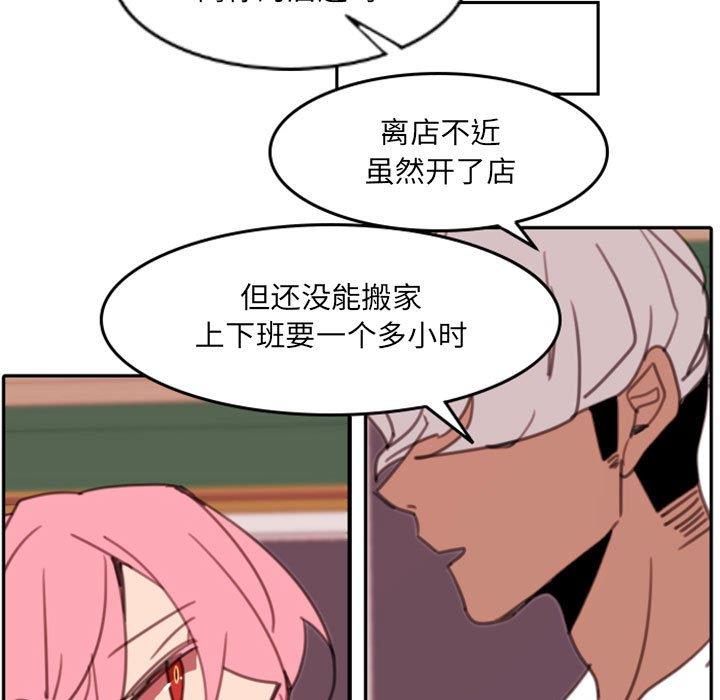 离店不近
虽然开了店
但还没能搬家
上下班要一个多小时